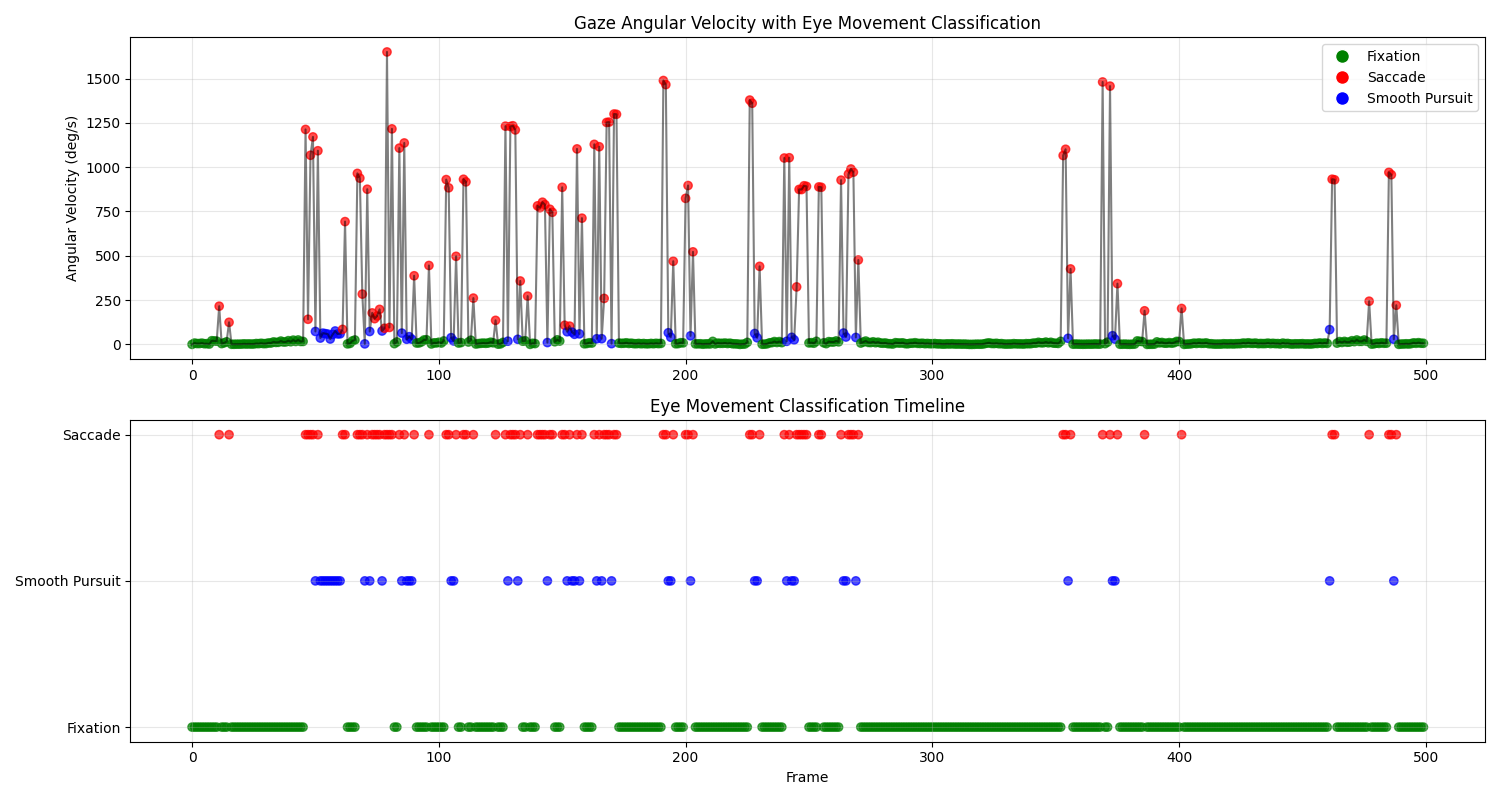 Gaze Angular Velocity with Eye Movement Classification
Angular Velocity (deg/s)
1500
1250
1000
750
500
250
0
Fixation
Saccade
Smooth Pursuit
0 100 200 300 400 500
Eye Movement Classification Timeline
Saccade
Smooth Pursuit
Fixation
0 100 200 300 400 500
Frame